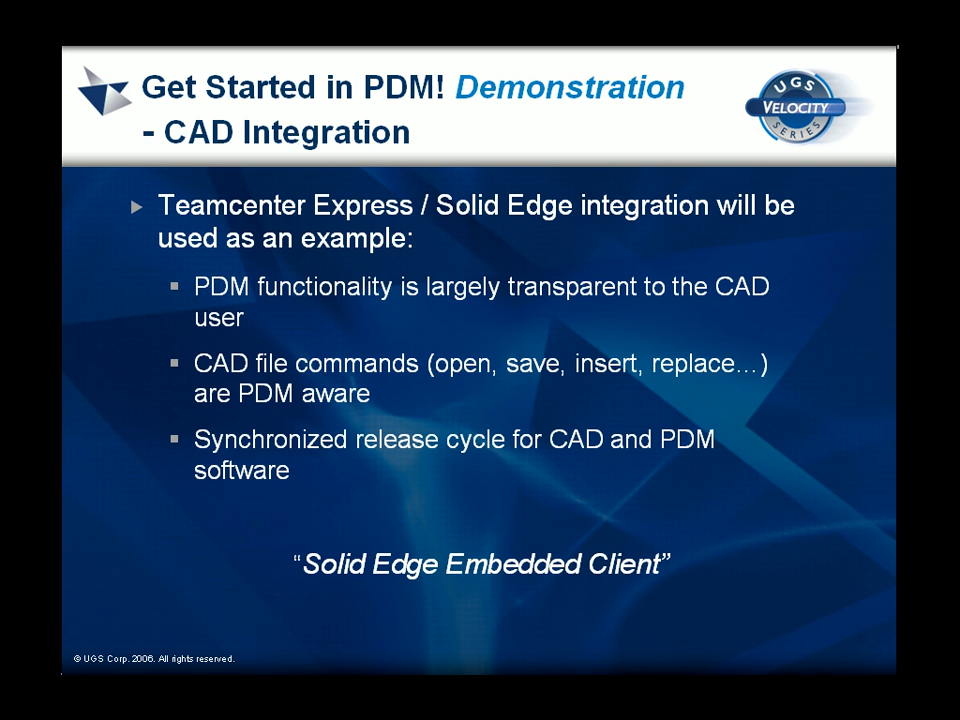 Get Started in PDM! Demonstration
- CAD Integration
UGS
VELOCITY
SERIES
Teamcenter Express / Solid Edge integration will be
used as an example:
PDM functionality is largely transparent to the CAD
user
CAD file commands (open, save, insert, replace…)
are PDM aware
Synchronized release cycle for CAD and PDM
software
“Solid Edge Embedded Client”
© UGS Corp. 2006. All rights reserved.